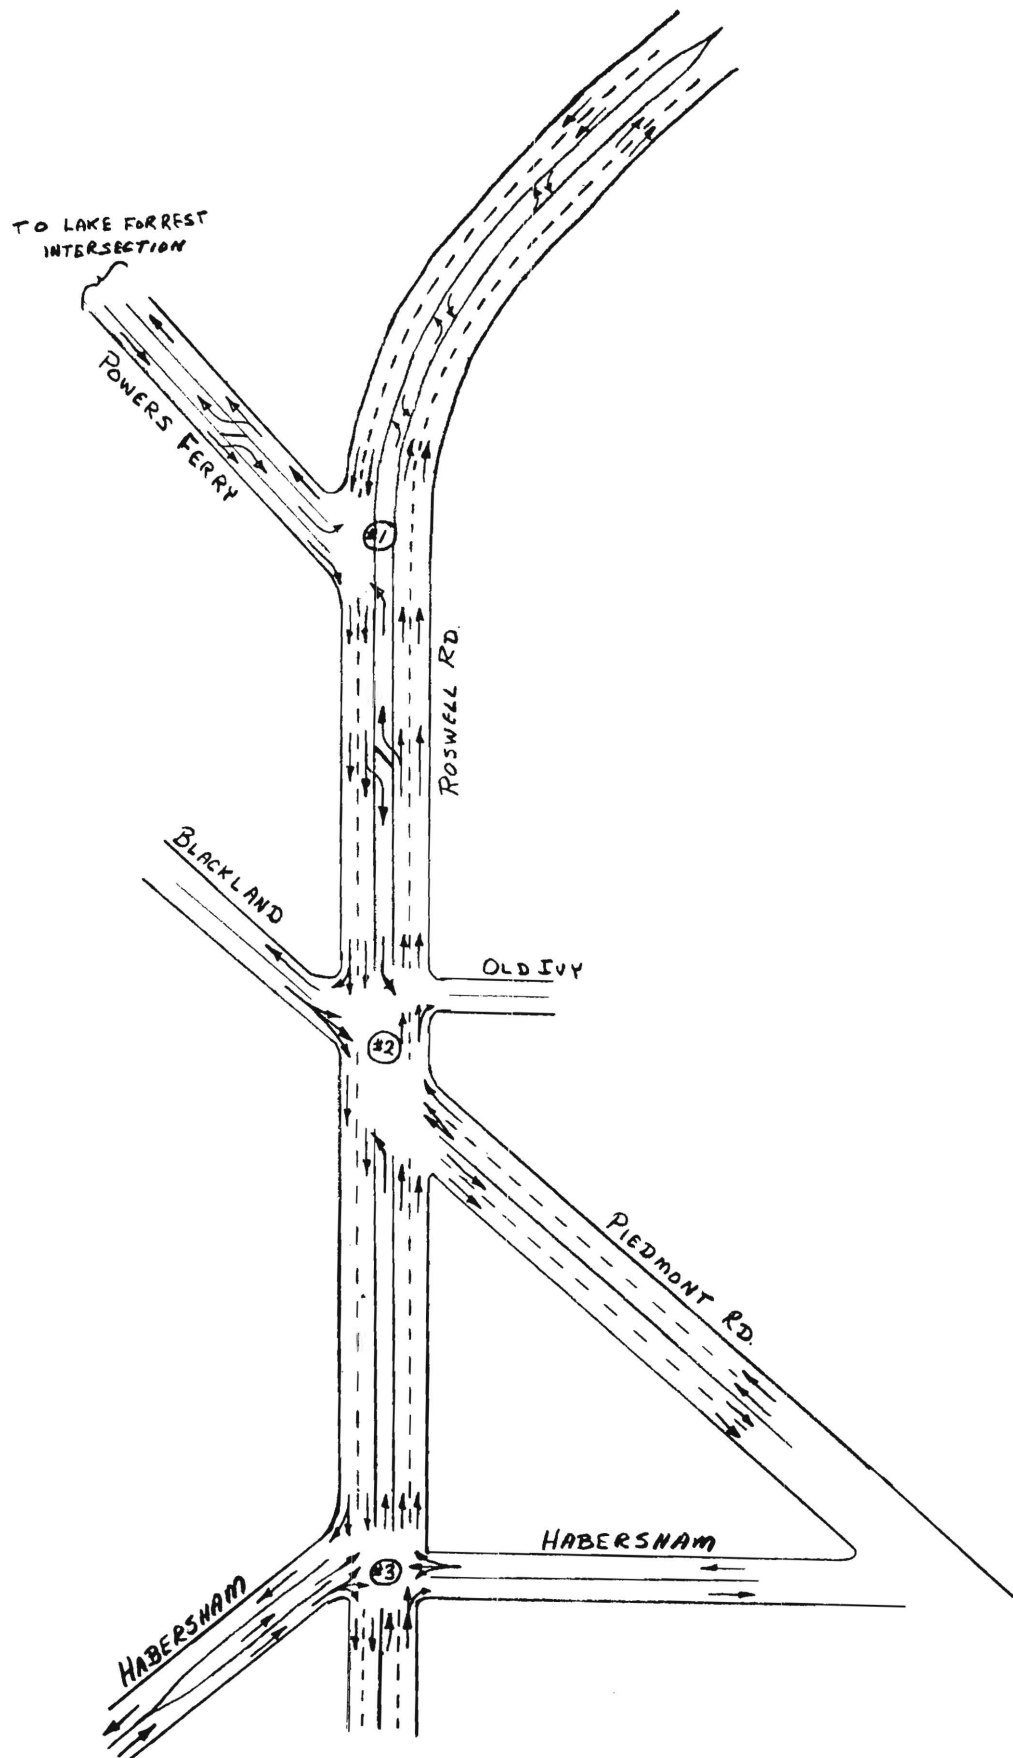 TO LAKE FORREST
INTERSECTION
POWERS FERRY
#1
ROSWELL RD.
BLACKLAND
OLD IVY
#2
PIEDMONT RD.
HABERSHAM
#3
HABERSHAM